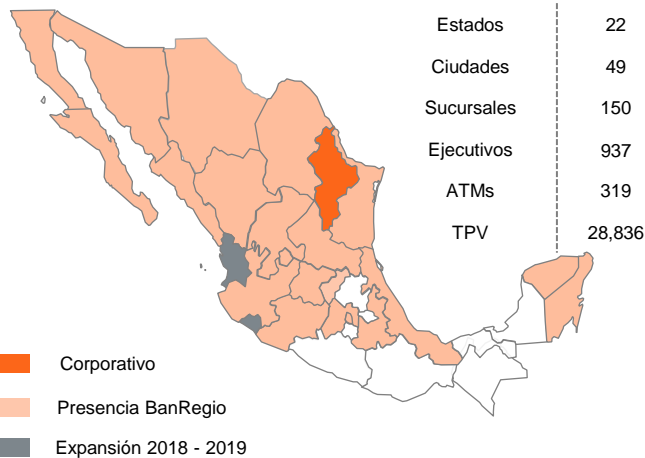 Estados 22
Ciudades 49
Sucursales 150
Ejecutivos 937
ATMs 319
TPV 28,836
Corporativo
Presencia BanRegio
Expansión 2018 - 2019